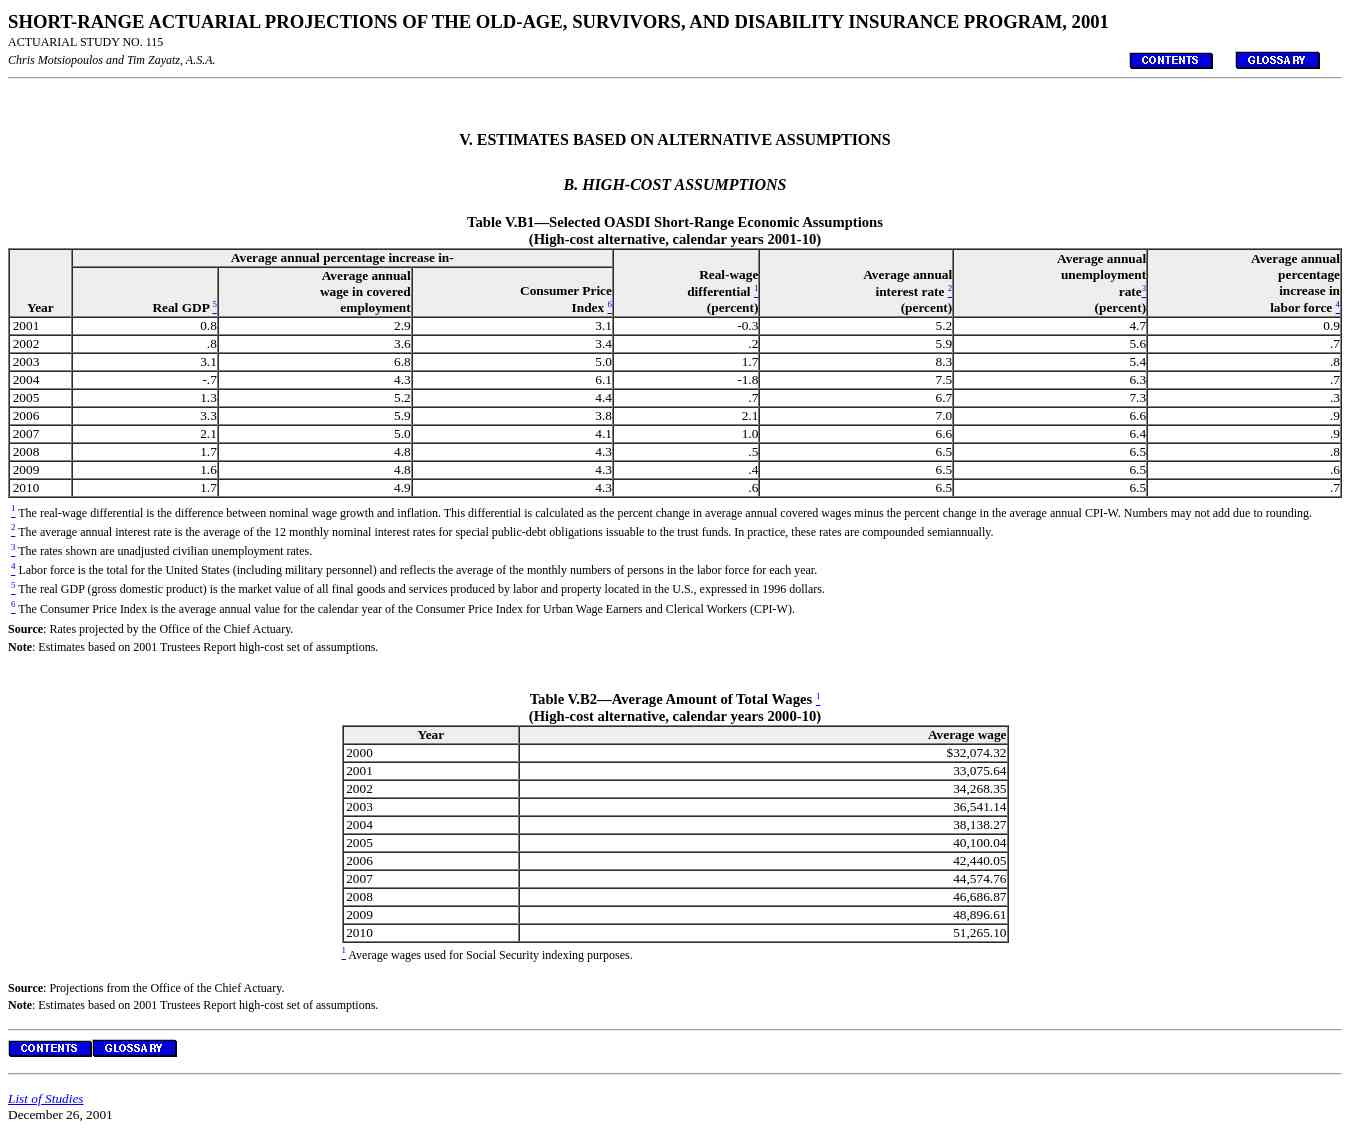 SHORT-RANGE ACTUARIAL PROJECTIONS OF THE OLD-AGE, SURVIVORS, AND DISABILITY INSURANCE PROGRAM, 2001
ACTUARIAL STUDY NO. 115
Chris Motsiopoulos and Tim Zayatz, A.S.A.
CONTENTS GLOSSARY
V. ESTIMATES BASED ON ALTERNATIVE ASSUMPTIONS
B. HIGH-COST ASSUMPTIONS
Table V.B1—Selected OASDI Short-Range Economic Assumptions
(High-cost alternative, calendar years 2001-10)
Year
Average annual percentage increase in-
Real GDP 5
Average annual
wage in covered
employment
Consumer Price
Index 6
Real-wage
differential 1
(percent)
Average annual
interest rate 2
(percent)
Average annual
unemployment
rate3
(percent)
Average annual
percentage
increase in
labor force 4
2001 0.8 2.9 3.1 -0.3 5.2 4.7 0.9
2002 .8 3.6 3.4 .2 5.9 5.6 .7
2003 3.1 6.8 5.0 1.7 8.3 5.4 .8
2004 -.7 4.3 6.1 -1.8 7.5 6.3 .7
2005 1.3 5.2 4.4 .7 6.7 7.3 .3
2006 3.3 5.9 3.8 2.1 7.0 6.6 .9
2007 2.1 5.0 4.1 1.0 6.6 6.4 .9
2008 1.7 4.8 4.3 .5 6.5 6.5 .8
2009 1.6 4.8 4.3 .4 6.5 6.5 .6
2010 1.7 4.9 4.3 .6 6.5 6.5 .7
1 The real-wage differential is the difference between nominal wage growth and inflation. This differential is calculated as the percent change in average annual covered wages minus the percent change in the average annual CPI-W. Numbers may not add due to rounding.
2 The average annual interest rate is the average of the 12 monthly nominal interest rates for special public-debt obligations issuable to the trust funds. In practice, these rates are compounded semiannually.
3 The rates shown are unadjusted civilian unemployment rates.
4 Labor force is the total for the United States (including military personnel) and reflects the average of the monthly numbers of persons in the labor force for each year.
5 The real GDP (gross domestic product) is the market value of all final goods and services produced by labor and property located in the U.S., expressed in 1996 dollars.
6 The Consumer Price Index is the average annual value for the calendar year of the Consumer Price Index for Urban Wage Earners and Clerical Workers (CPI-W).
Source: Rates projected by the Office of the Chief Actuary.
Note: Estimates based on 2001 Trustees Report high-cost set of assumptions.
Table V.B2—Average Amount of Total Wages 1
(High-cost alternative, calendar years 2000-10)
Year Average wage
2000 $32,074.32
2001 33,075.64
2002 34,268.35
2003 36,541.14
2004 38,138.27
2005 40,100.04
2006 42,440.05
2007 44,574.76
2008 46,686.87
2009 48,896.61
2010 51,265.10
1 Average wages used for Social Security indexing purposes.
Source: Projections from the Office of the Chief Actuary.
Note: Estimates based on 2001 Trustees Report high-cost set of assumptions.
CONTENTS GLOSSARY
List of Studies
December 26, 2001